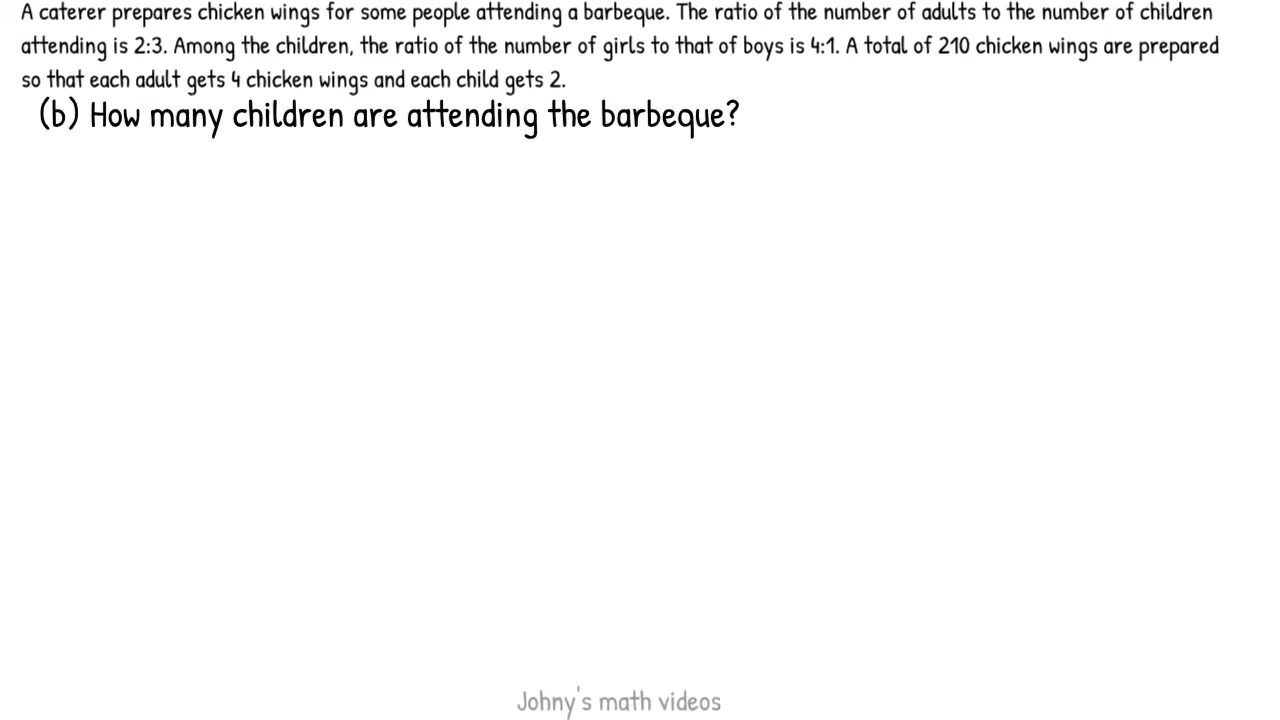 A caterer prepares chicken wings for some people attending a barbeque. The ratio of the number of adults to the number of children
attending is 2:3. Among the children, the ratio of the number of girls to that of boys is 4:1. A total of 210 chicken wings are prepared
so that each adult gets 4 chicken wings and each child gets 2.
(b) How many children are attending the barbeque?
Johny's math videos